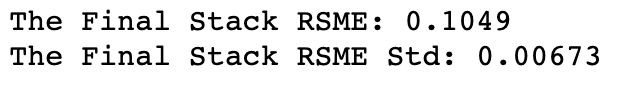 The Final Stack RSME: 0.1049
The Final Stack RSME Std: 0.00673